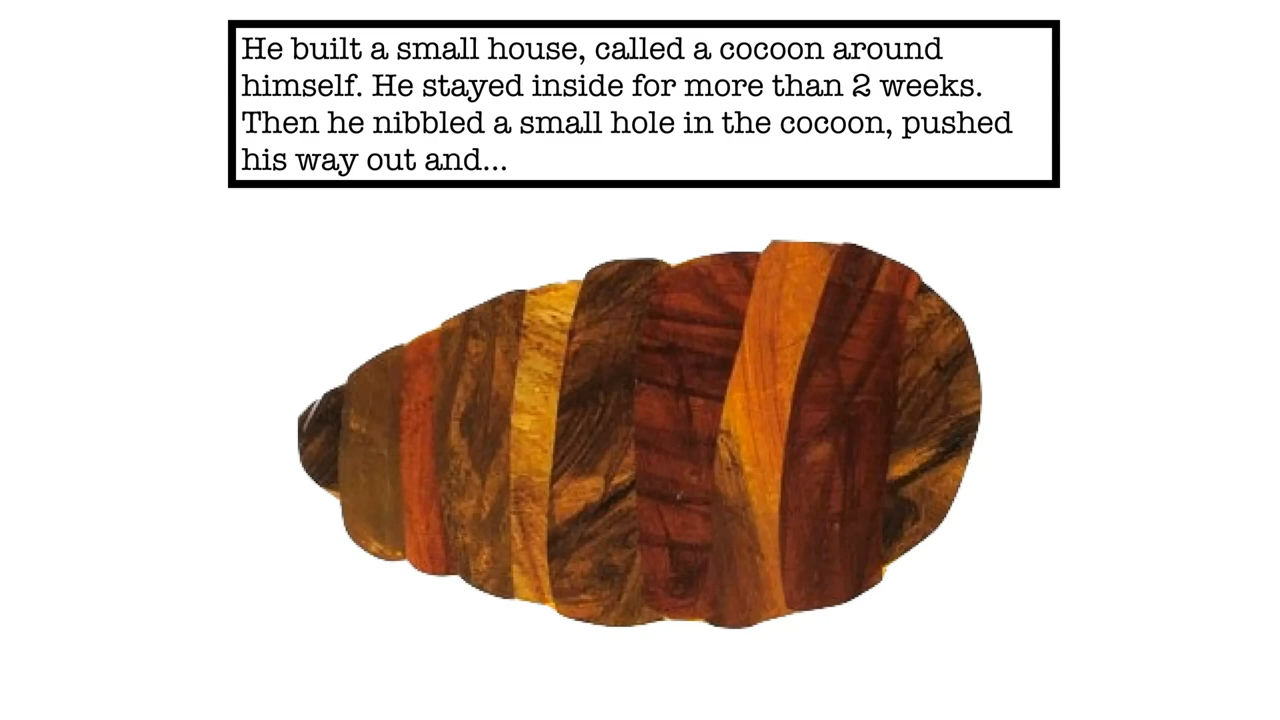 He built a small house, called a cocoon around
himself. He stayed inside for more than 2 weeks.
Then he nibbled a small hole in the cocoon, pushed
his way out and...